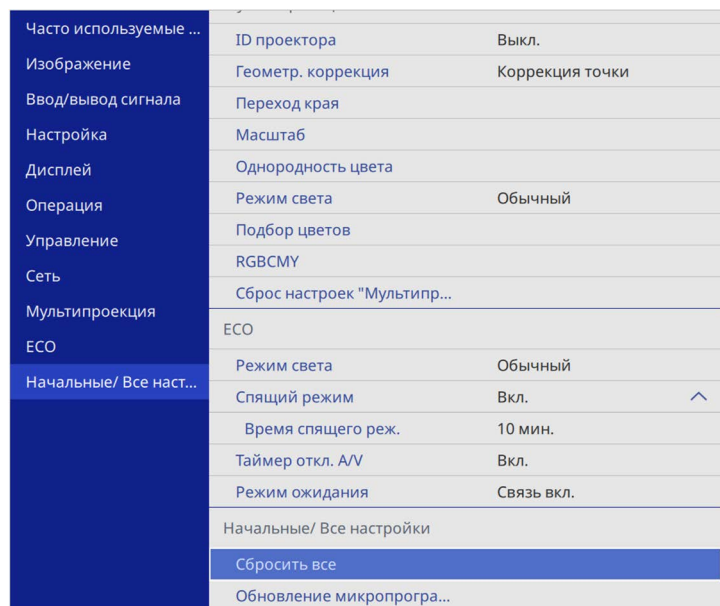 Часто используемые ...
Изображение
Ввод/вывод сигнала
Настройка
Дисплей
Операция
Управление
Сеть
Мультипроекция
ECO
Начальные/ Все наст...
ID проектора Выкл.
Геометр. коррекция Коррекция точки
Переход края
Масштаб
Однородность цвета
Режим света Обычный
Подбор цветов
RGBCMY
Сброс настроек "Мультипр...
ECO
Режим света Обычный
Спящий режим Вкл.
Время спящего реж. 10 мин.
Таймер откл. A/V Вкл.
Режим ожидания Связь вкл.
Начальные/ Все настройки
Сбросить все
Обновление микропрогра...